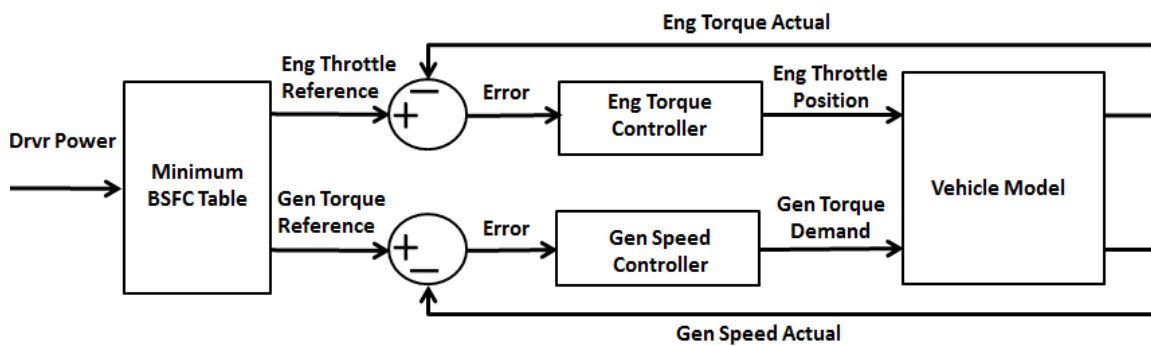 Eng Torque Actual
Eng Throttle
Reference
Error
Eng Torque
Controller
Eng Throttle
Position
Drvr Power
Minimum
BSFC Table
Vehicle Model
Gen Torque
Reference
Error
Gen Speed
Controller
Gen Torque
Demand
Gen Speed Actual